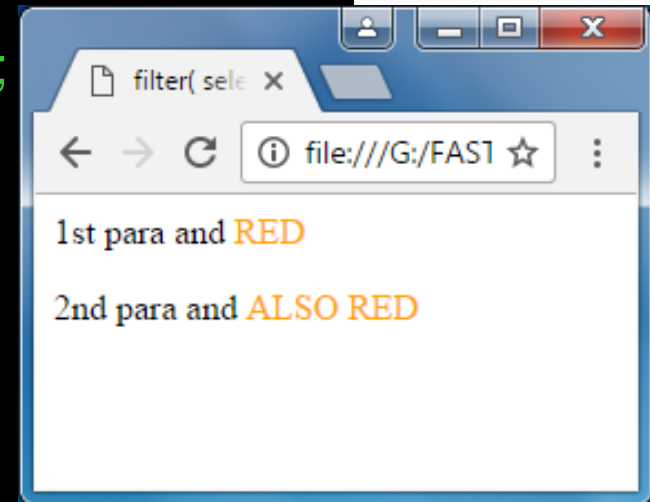 ;
filter( sele
file:///G:/FAST
1st para and RED
2nd para and ALSO RED